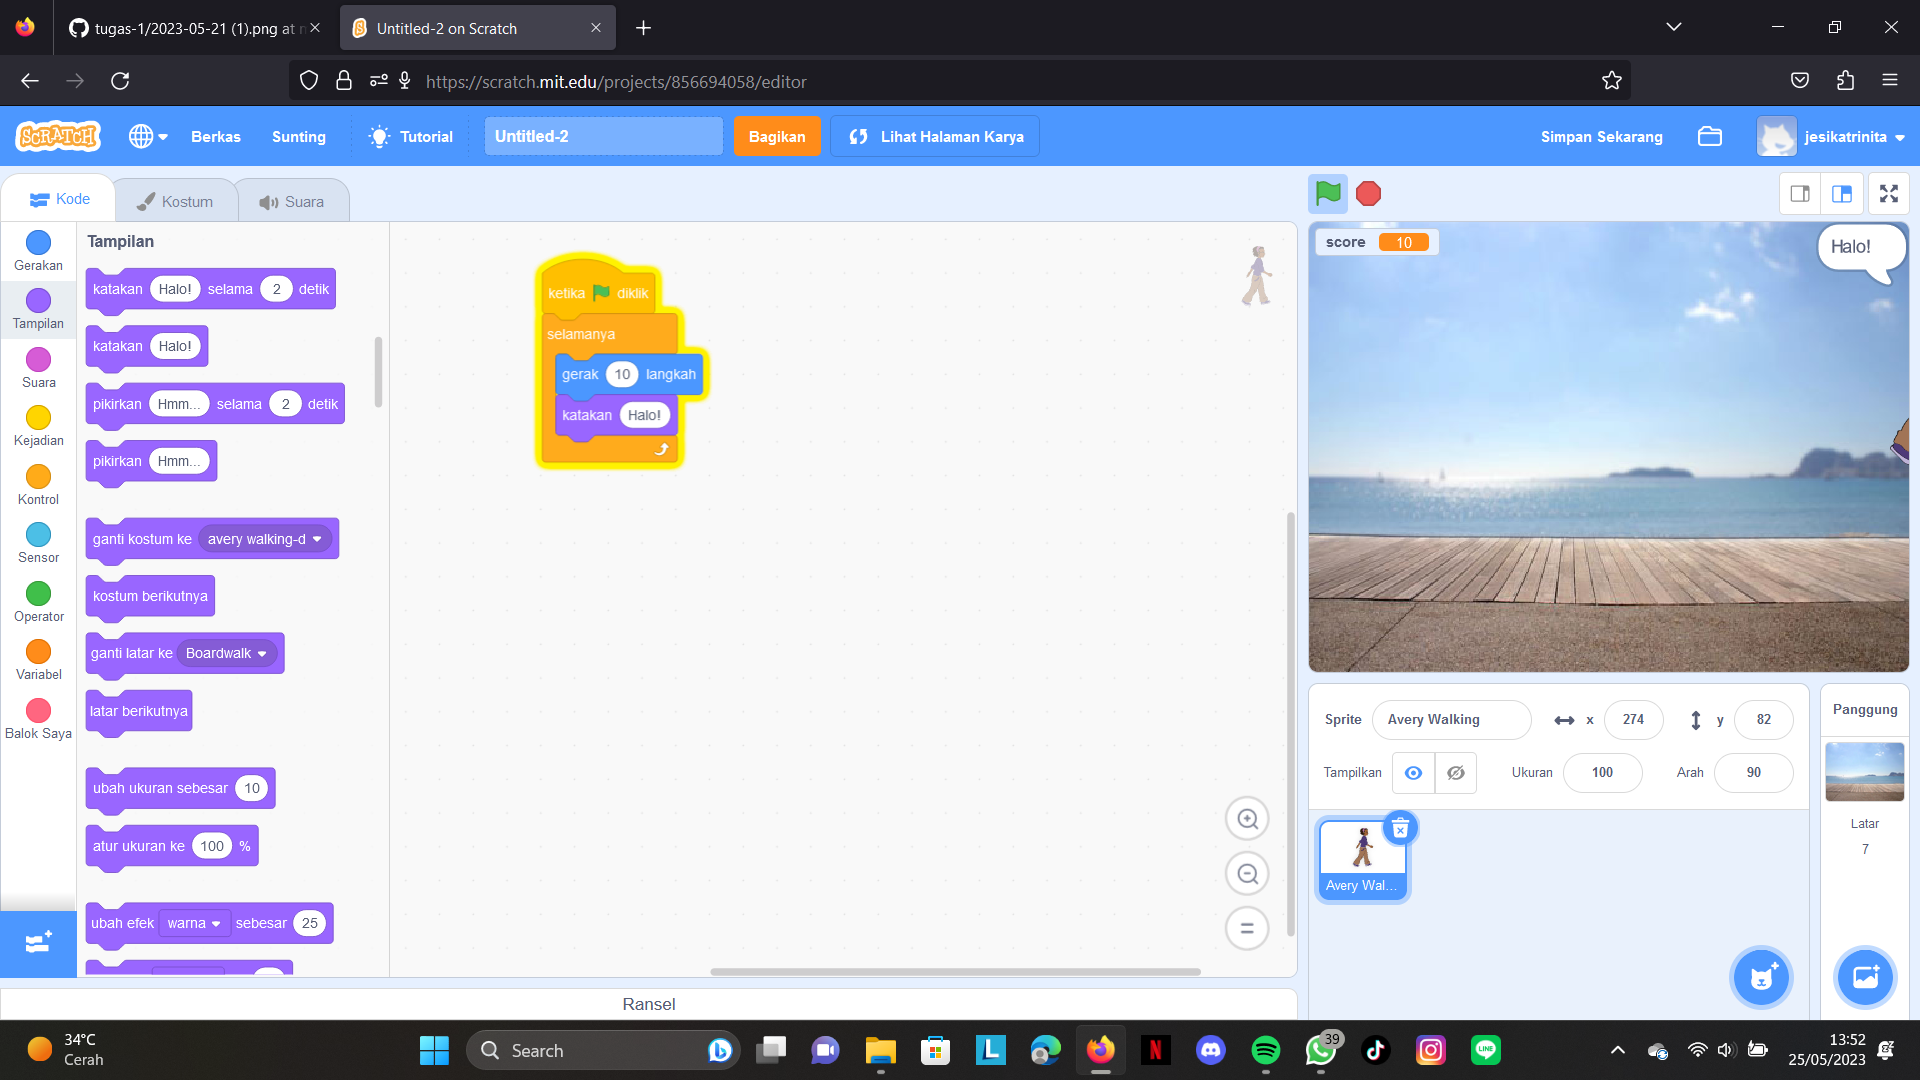 tugas-1/2023-05-21 (1).png at n
Untitled-2 on Scratch
https://scratch.mit.edu/projects/856694058/editor
SCRATCH
Berkas
Sunting
Tutorial
Untitled-2
Bagikan
Lihat Halaman Karya
Simpan Sekarang
jesikatrinita
Kode
Kostum
Suara
Gerakan
Tampilan
Suara
Kejadian
Kontrol
Sensor
Operator
Variabel
Balok Saya
Tampilan
katakan Halo! selama 2 detik
katakan Halo!
pikirkan Hmm... selama 2 detik
pikirkan Hmm...
ganti kostum ke avery walking-d
kostum berikutnya
ganti latar ke Boardwalk
latar berikutnya
ubah ukuran sebesar 10
atur ukuran ke 100 %
ubah efek warna sebesar 25
ketika diklik
selamanya
gerak 10 langkah
katakan Halo!
score 10
Halo!
Sprite Avery Walking x 274 y 82
Tampilkan Ukuran 100 Arah 90
Avery Wal...
Panggung
Latar
7
Ransel
34°C
Cerah
Search
L
N
39
LINE
13:52
25/05/2023